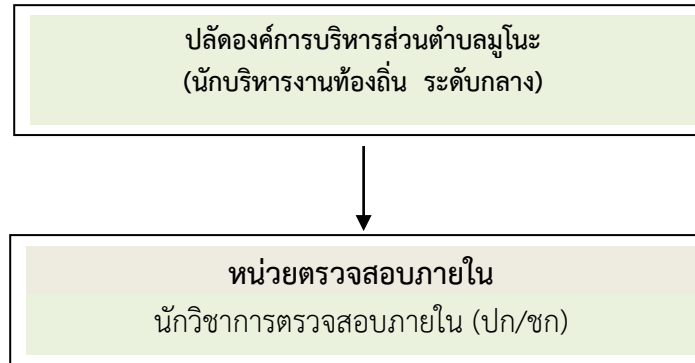 ปลัดองค์การบริหารส่วนตำบลมูโนะ
(นักบริหารงานท้องถิ่น ระดับกลาง)
หน่วยตรวจสอบภายใน
นักวิชาการตรวจสอบภายใน (ปก/ชก)